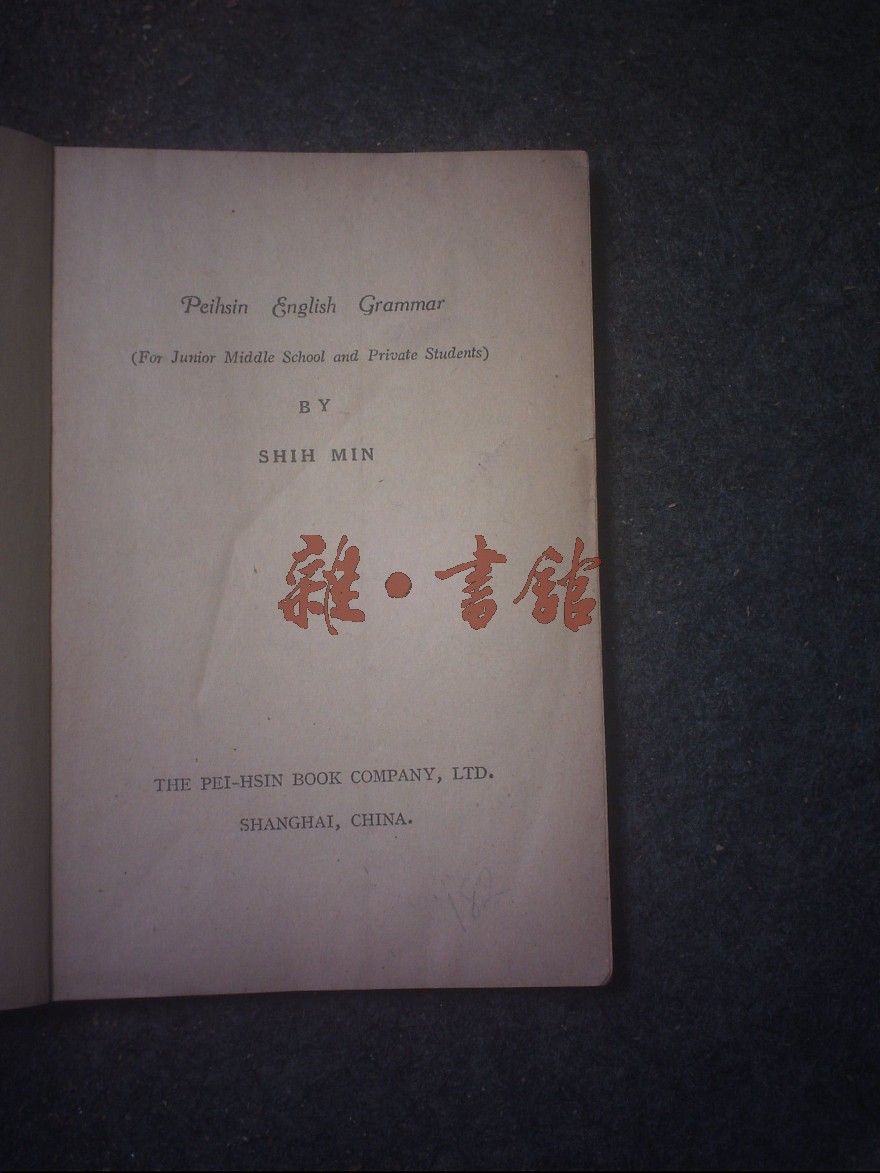 Peihsin English Grammar
(For Junior Middle School and Private Students)
BY
SHIH MIN
雜·書館
THE PEI-HSIN BOOK COMPANY, LTD.
SHANGHAI, CHINA.
182